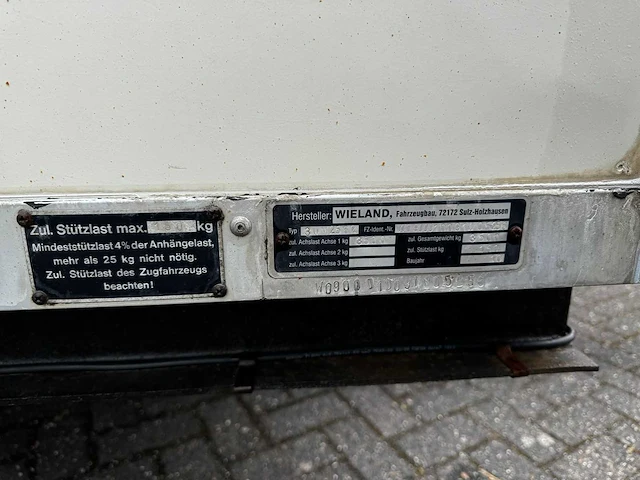 Zul. Stützlast max. kg
Mindeststützlast 4% der Anhängelast,
mehr als 25 kg nicht nötig.
Zul. Stützlast des Zugfahrzeugs
beachten!
Hersteller: WIELAND, Fahrzeugbau, 72172 Sulz-Holzhausen
Typ FZ-Ident.-Nr.
zul. Achslast Achse 1 kg zul. Gesamtgewicht kg
zul. Achslast Achse 2 kg zul. Stützlast kg
zul. Achslast Achse 3 kg Baujahr